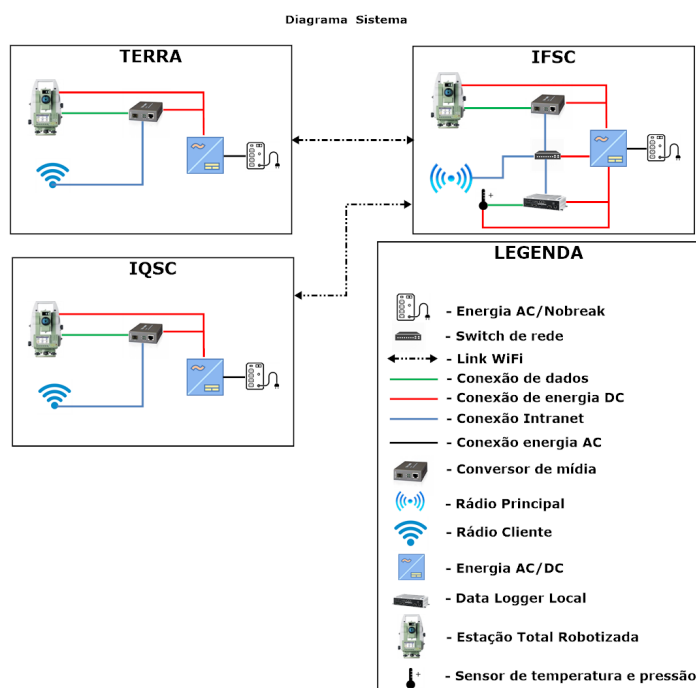 Diagrama Sistema
TERRA
IFSC
IQSC
LEGENDA
- Energia AC/Nobreak
- Switch de rede
- Link WiFi
- Conexão de dados
- Conexão de energia DC
- Conexão Intranet
- Conexão energia AC
- Conversor de mídia
- Rádio Principal
- Rádio Cliente
- Energia AC/DC
- Data Logger Local
- Estação Total Robotizada
- Sensor de temperatura e pressão